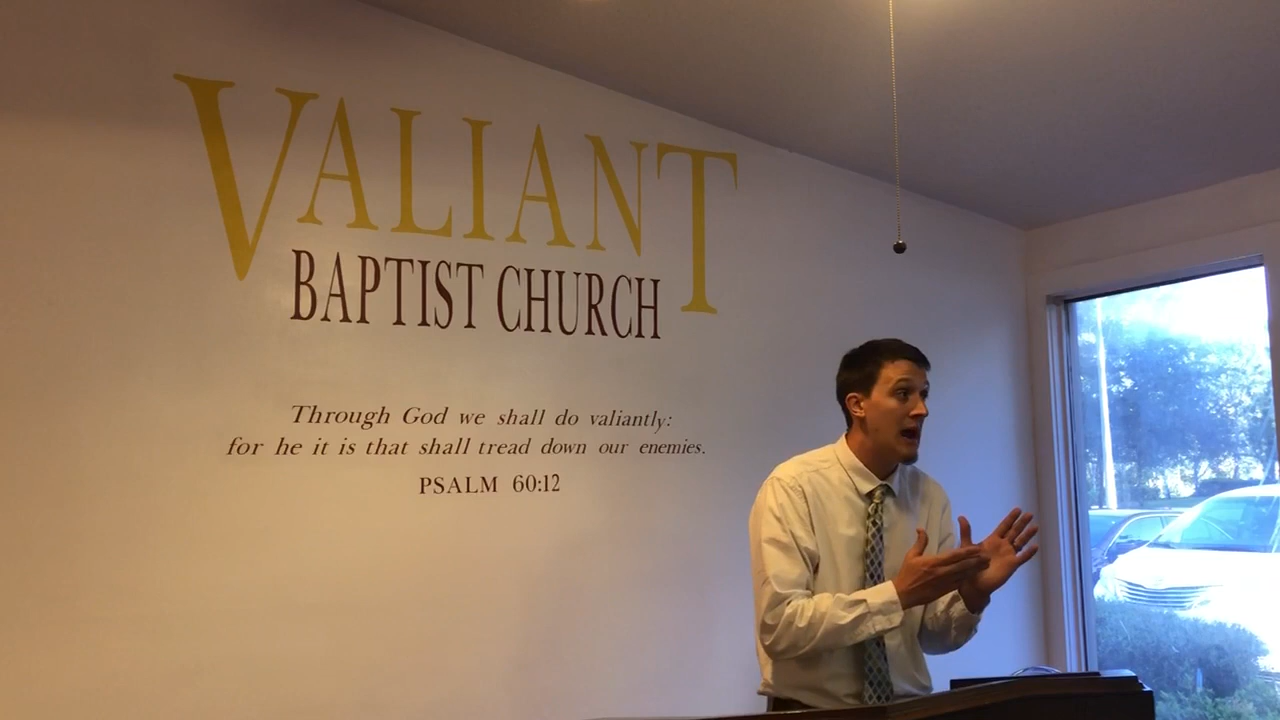 VALIANT
BAPTIST CHURCH
Through God we shall do valiantly:
for he it is that shall tread down our enemies.
PSALM 60:12